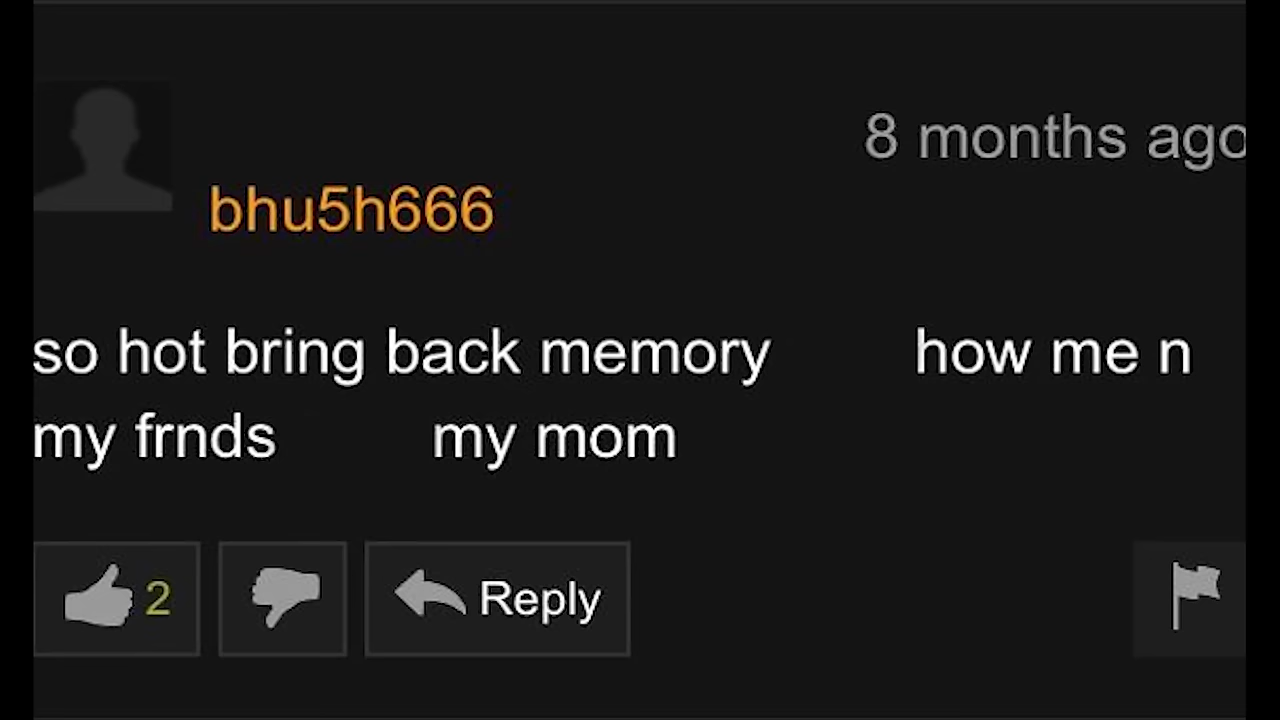 8 months ago
bhu5h666
so hot bring back memory how me n
my frnds my mom
2
Reply